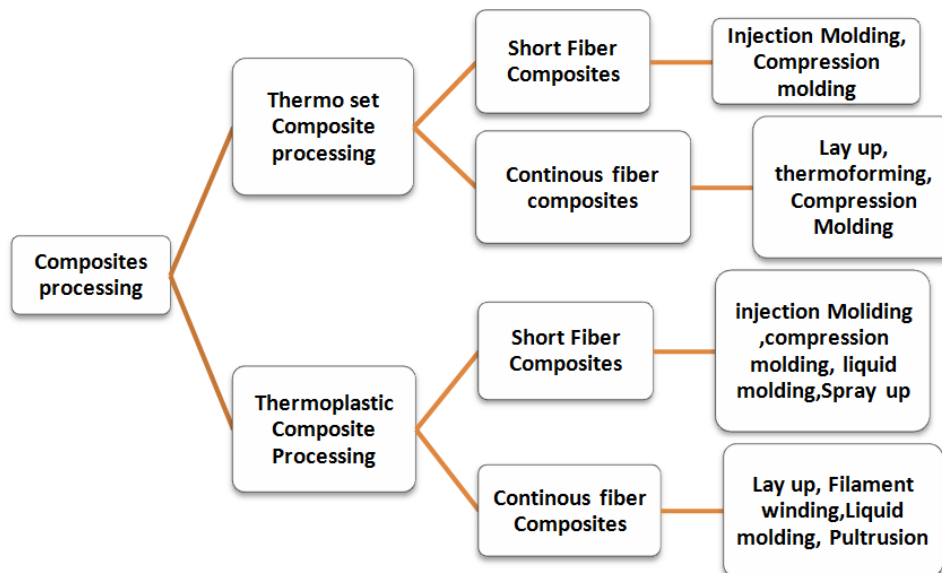 Composites
processing
Thermo set
Composite
processing
Short Fiber
Composites
Injection Molding,
Compression
molding
Continous fiber
composites
Lay up,
thermoforming,
Compression
Molding
Thermoplastic
Composite
Processing
Short Fiber
Composites
injection Moliding
,compression
molding, liquid
molding,Spray up
Continous fiber
Composites
Lay up, Filament
winding,Liquid
molding, Pultrusion